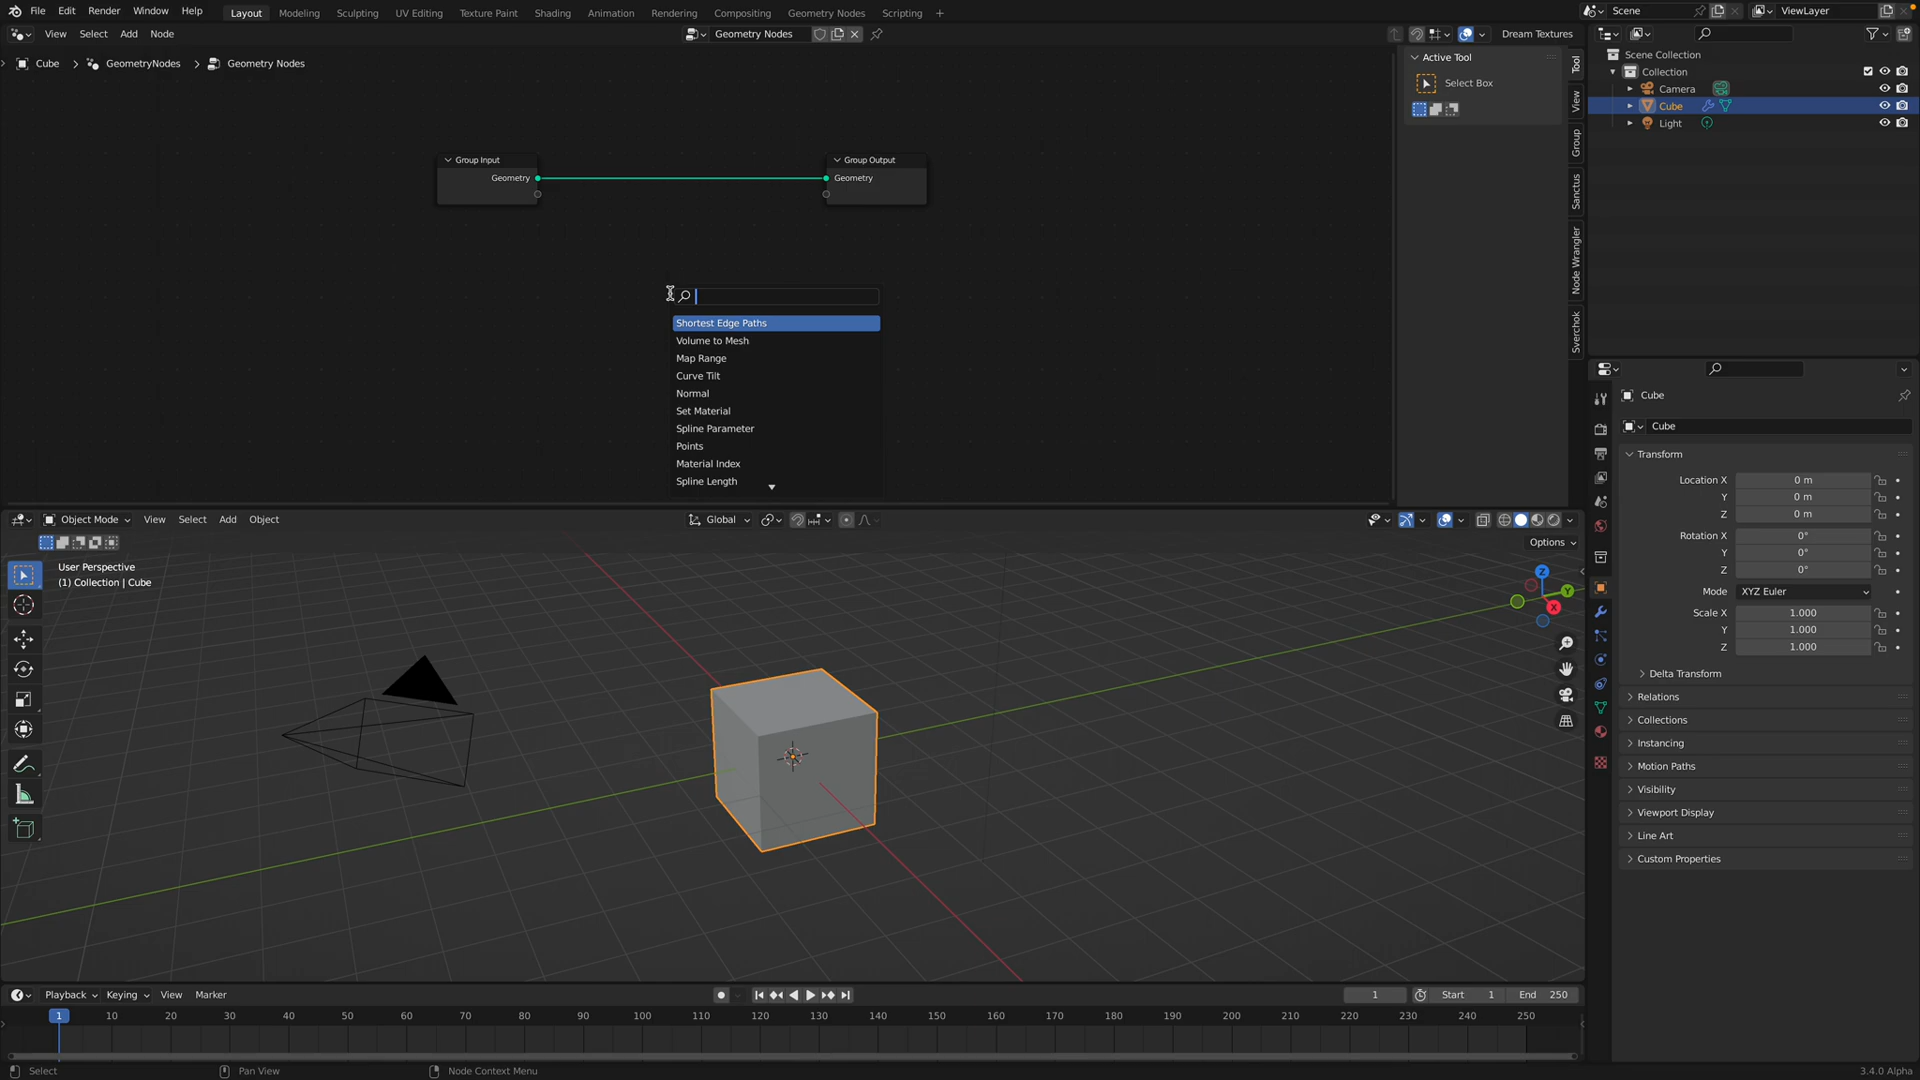 File Edit Render Window Help Layout Modeling Sculpting UV Editing Texture Paint Shading Animation Rendering Compositing Geometry Nodes Scripting + Scene ViewLayer
View Select Add Node Geometry Nodes Dream Textures
Cube > GeometryNodes > Geometry Nodes
Active Tool
Select Box
Tool
View
Group
Sanctus
Node Wrangler
Sverchok
Scene Collection
Collection
Camera
Cube
Light
Group Input
Geometry
Group Output
Geometry
Shortest Edge Paths
Volume to Mesh
Map Range
Curve Tilt
Normal
Set Material
Spline Parameter
Points
Material Index
Spline Length
Object Mode View Select Add Object Global
Options
User Perspective
(1) Collection | Cube
Z
Y
X
Cube
Cube
Transform
Location X 0 m
Y 0 m
Z 0 m
Rotation X 0°
Y 0°
Z 0°
Mode XYZ Euler
Scale X 1.000
Y 1.000
Z 1.000
Delta Transform
Relations
Collections
Instancing
Motion Paths
Visibility
Viewport Display
Line Art
Custom Properties
Playback Keying View Marker 1 Start 1 End 250
1 10 20 30 40 50 60 70 80 90 100 110 120 130 140 150 160 170 180 190 200 210 220 230 240 250
Select Pan View Node Context Menu 3.4.0 Alpha